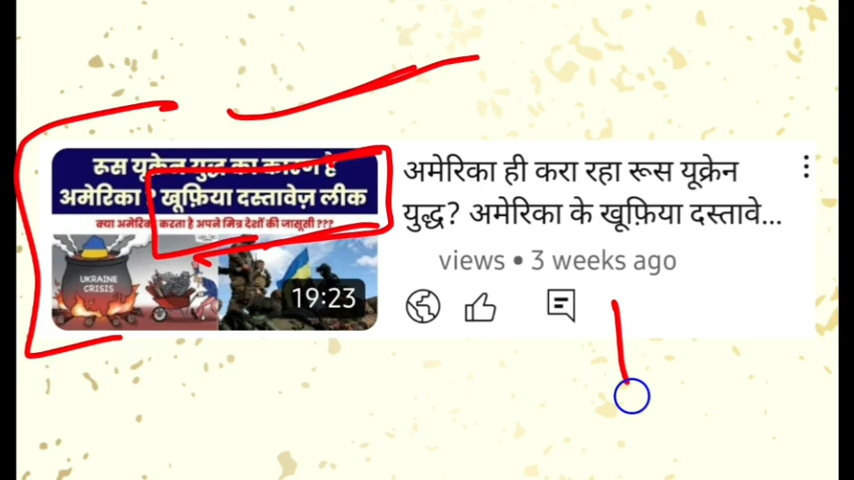 रूस यूक्रेन युद्ध का कारण है
अमेरिका ? खूफ़िया दस्तावेज़ लीक
क्या अमेरिका करता है अपने मित्र देशों की जासूसी ???
UKRAINE
CRISIS
19:23
अमेरिका ही करा रहा रूस यूक्रेन
युद्ध? अमेरिका के खूफ़िया दस्तावे...
views • 3 weeks ago